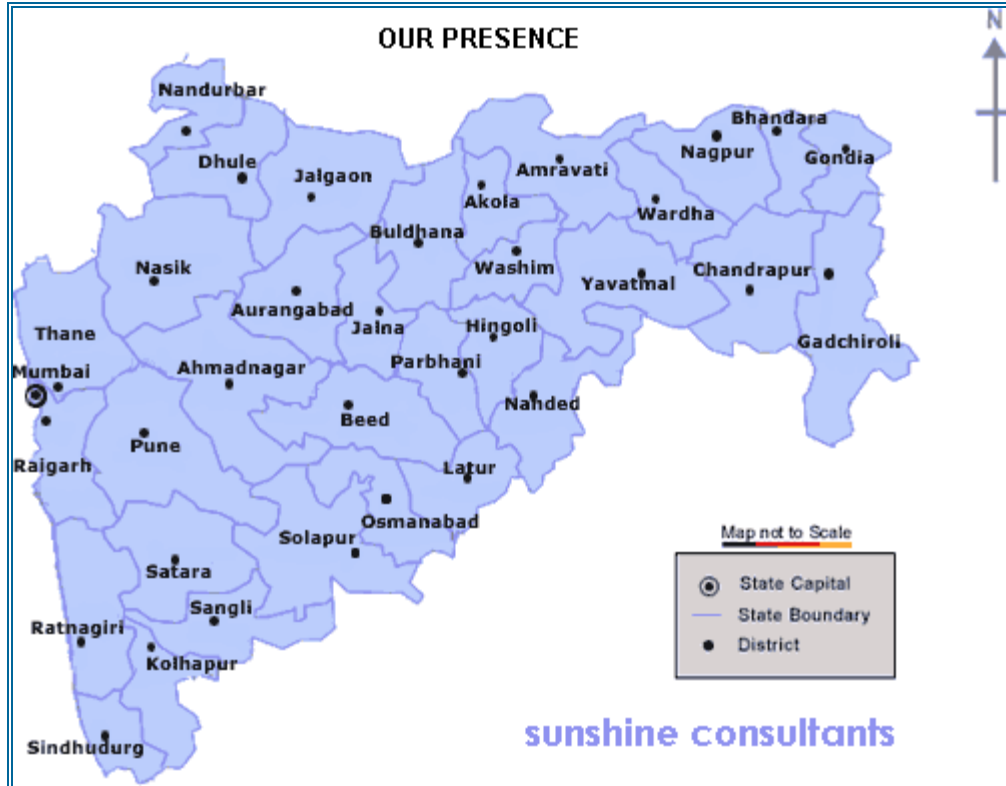 OUR PRESENCE
N
Nandurbar
Bhandara
Dhule
Jalgaon
Amravati
Nagpur
Gondia
Akola
Wardha
Buldhana
Nasik
Washim
Yavatmal
Chandrapur
Aurangabad
Jalna
Hingoli
Thane
Gadchiroli
Mumbai
Ahmadnagar
Parbhani
Nanded
Beed
Pune
Raigarh
Latur
Osmanabad
Solapur
Satara
Sangli
Ratnagiri
Kolhapur
Sindhudurg
Map not to Scale
State Capital
State Boundary
District
sunshine consultants